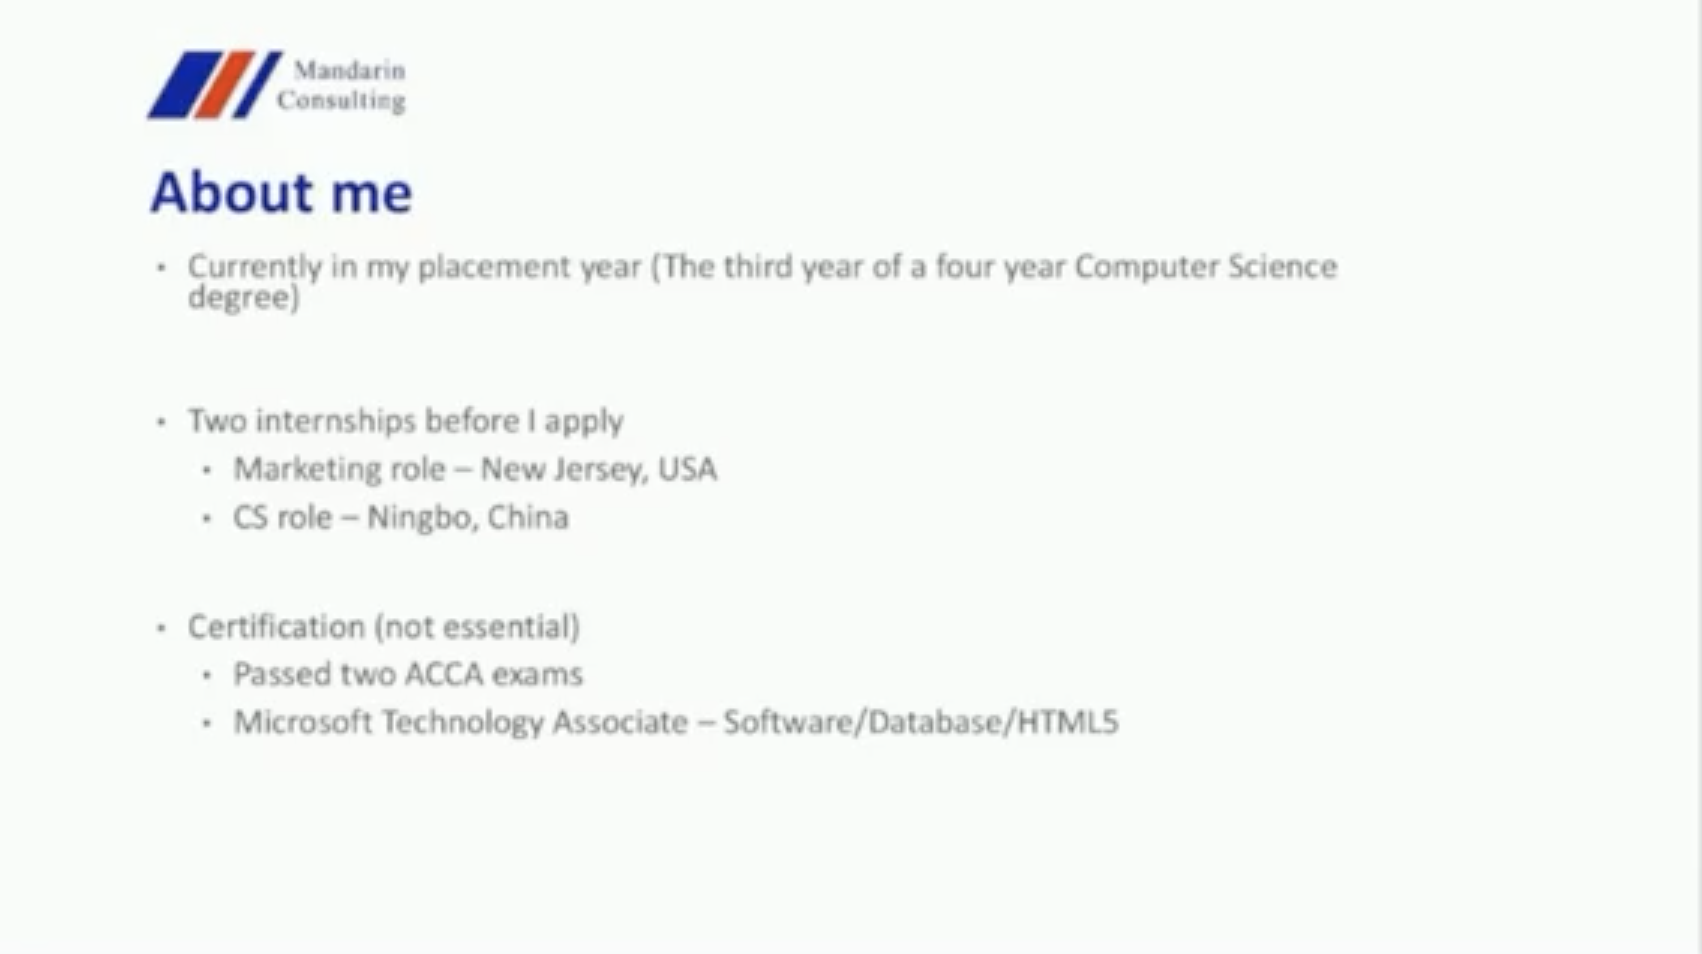 Mandarin
Consulting
About me
• Currently in my placement year (The third year of a four year Computer Science
degree)
• Two internships before I apply
• Marketing role – New Jersey, USA
• CS role – Ningbo, China
• Certification (not essential)
• Passed two ACCA exams
• Microsoft Technology Associate – Software/Database/HTML5